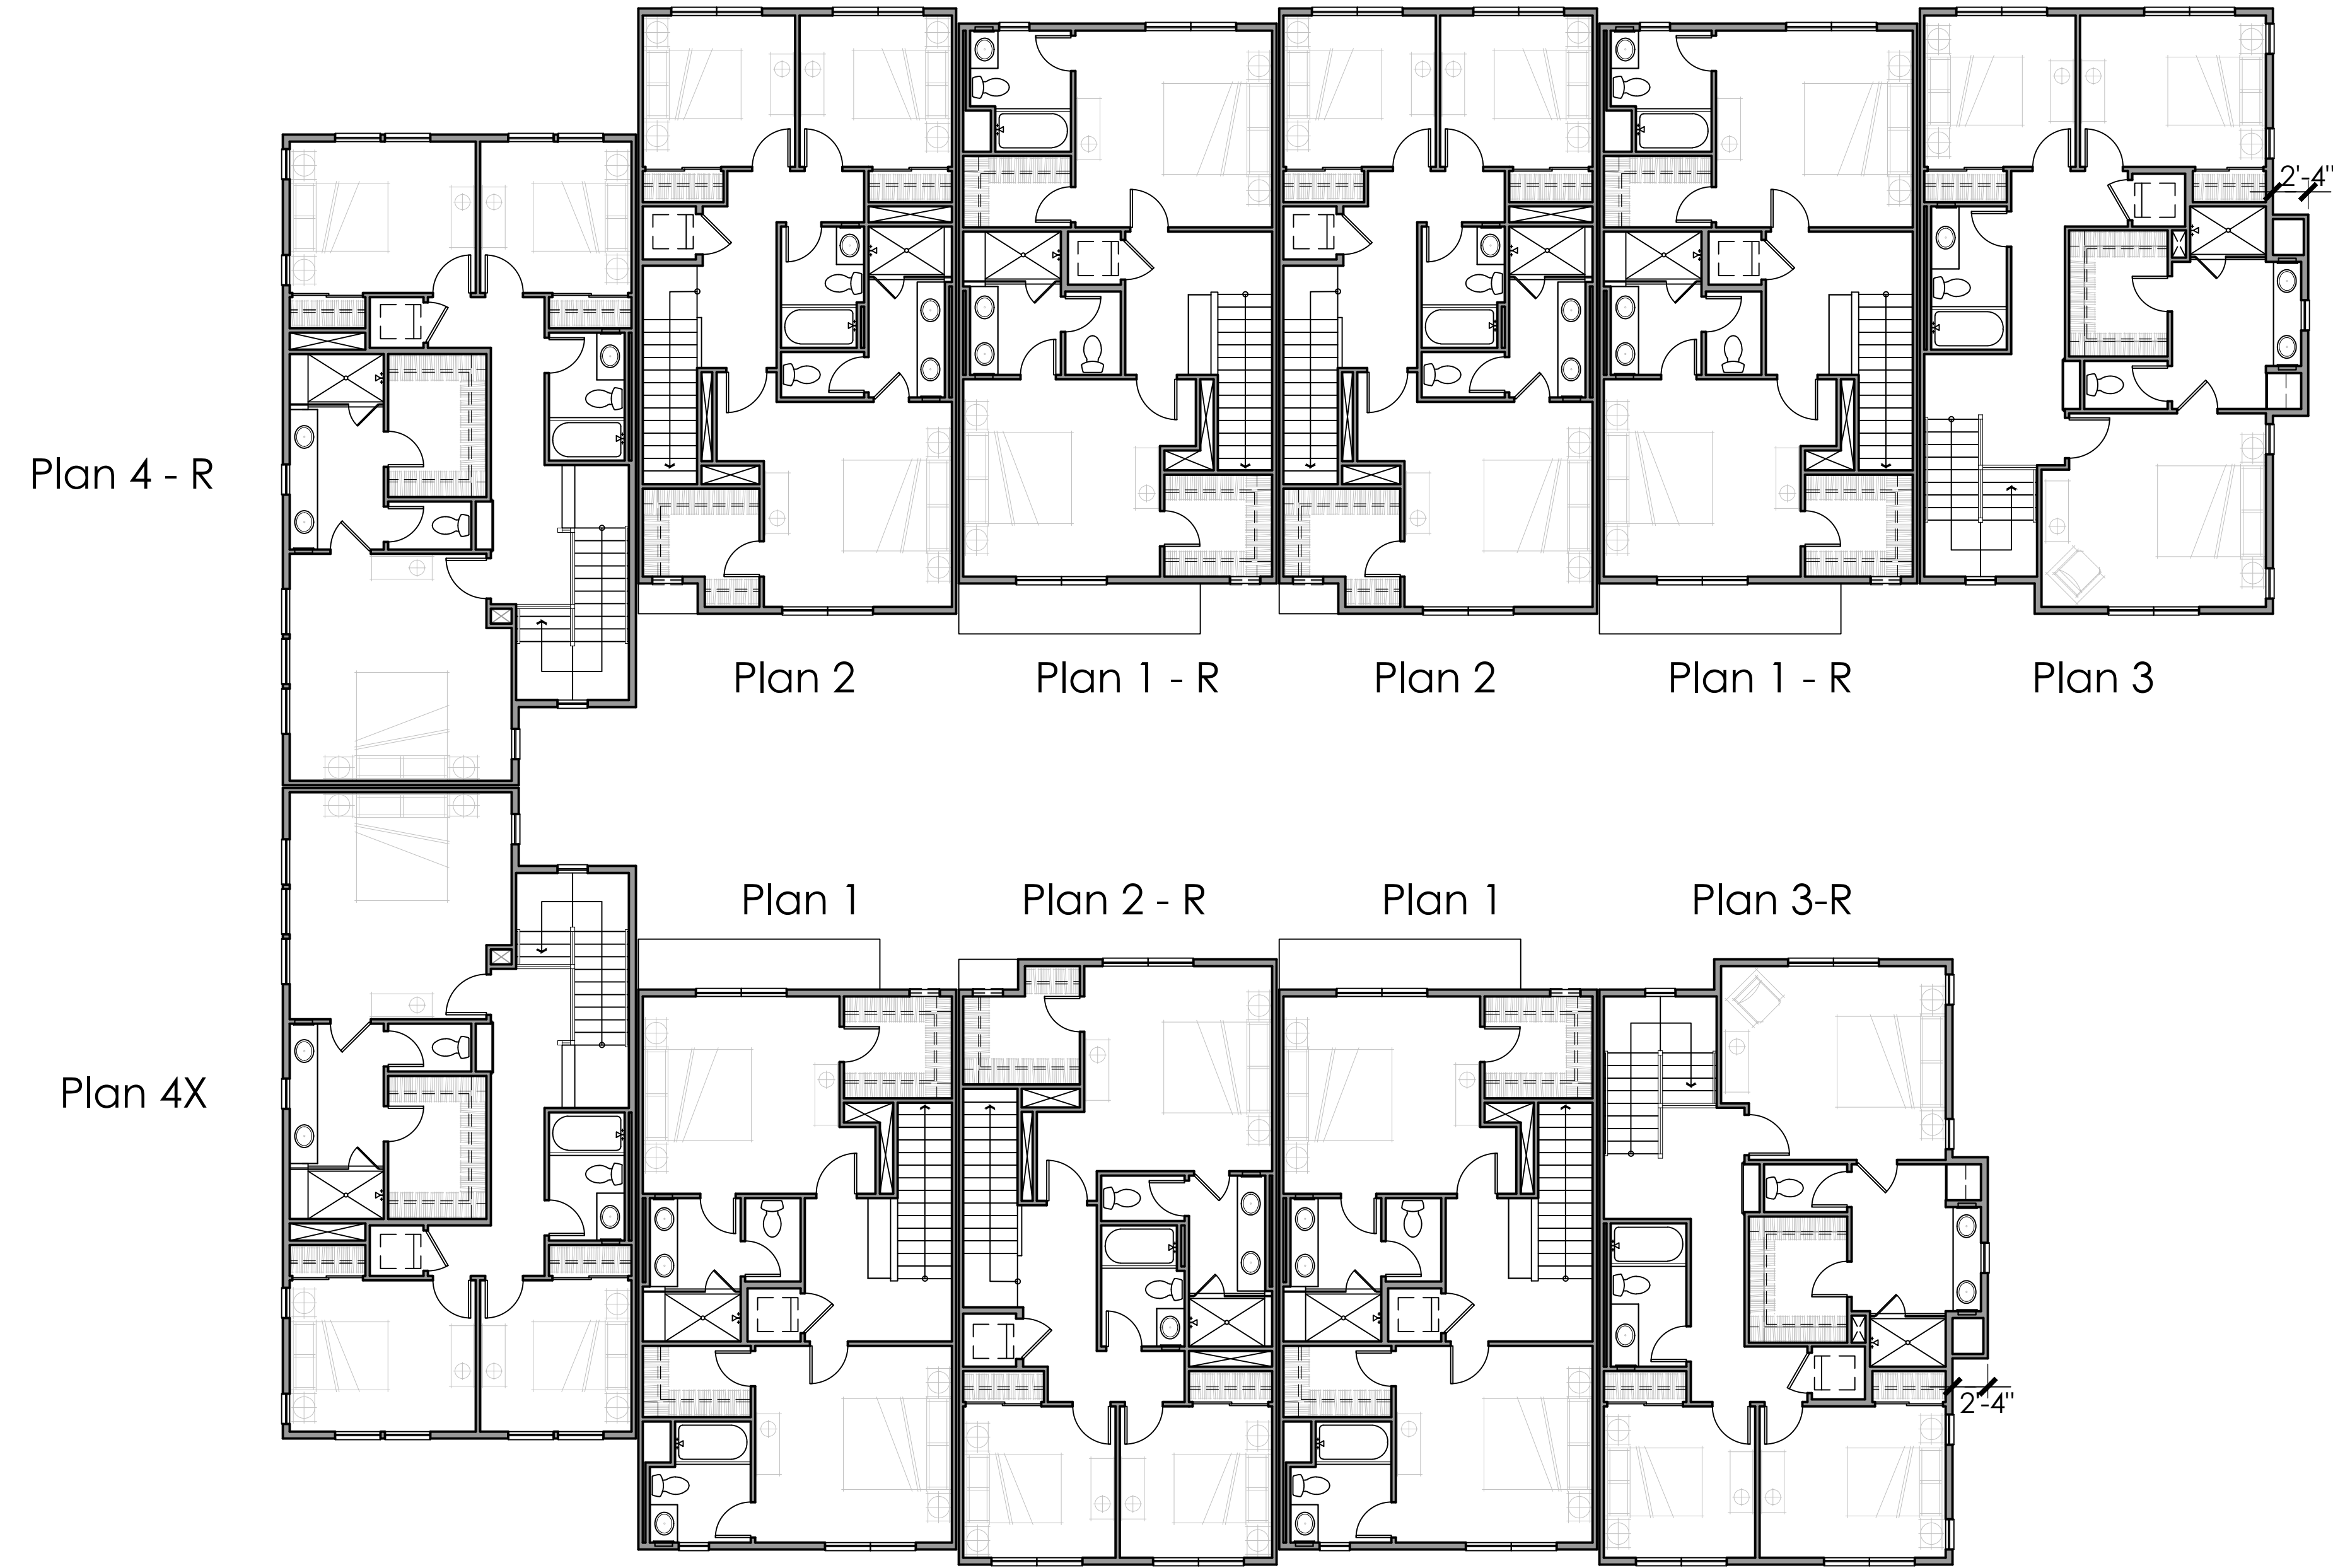 2'-4"
Plan 4 - R
Plan 2
Plan 1 - R
Plan 2
Plan 1 - R
Plan 3
Plan 1
Plan 2 - R
Plan 1
Plan 3-R
Plan 4X
2'-4"